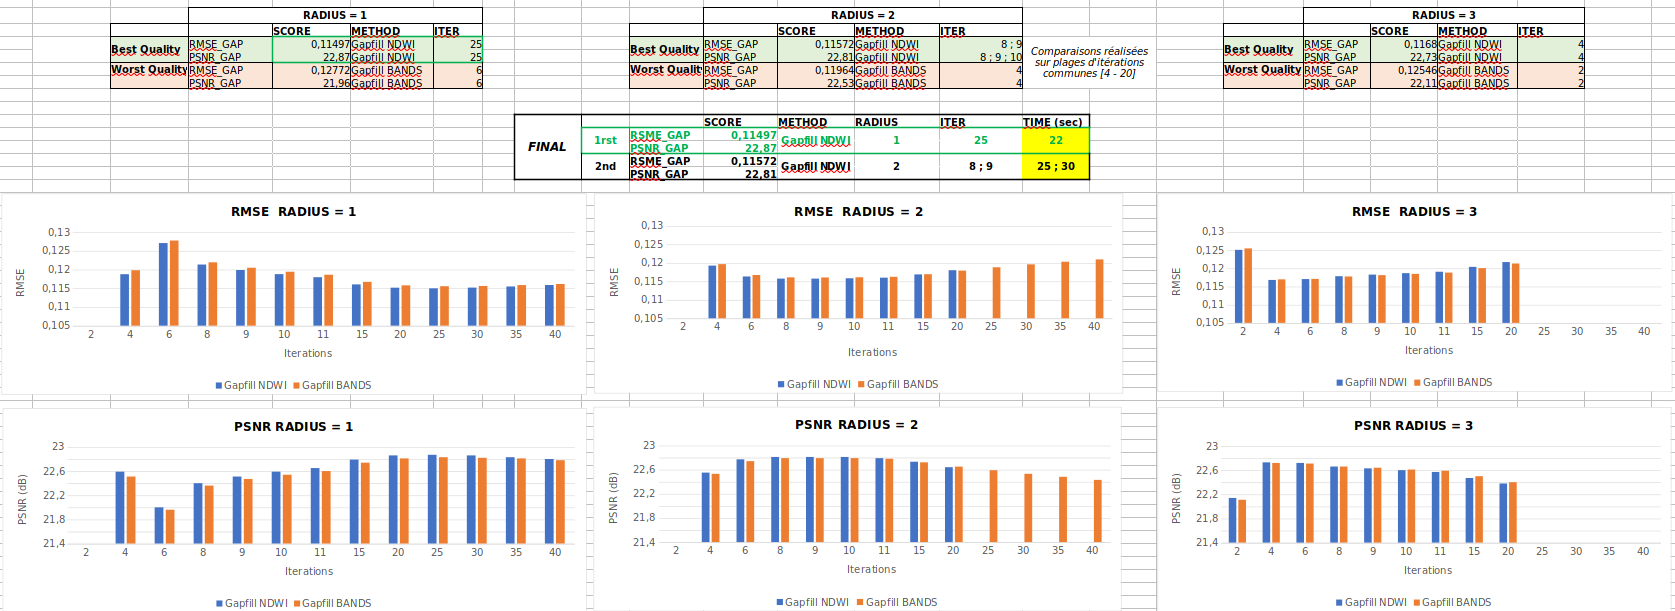 RADIUS = 1
SCORE METHOD ITER
Best Quality RMSE_GAP 0,11497 Gapfill NDWI 25
PSNR_GAP 22,87 Gapfill NDWI 25
Worst Quality RMSE_GAP 0,12772 Gapfill BANDS 6
PSNR_GAP 21,96 Gapfill BANDS 6
RADIUS = 2
SCORE METHOD ITER
Best Quality RMSE_GAP 0,11572 Gapfill NDWI 8 ; 9
PSNR_GAP 22,81 Gapfill NDWI 8 ; 9 ; 10
Worst Quality RMSE_GAP 0,11964 Gapfill BANDS 4
PSNR_GAP 22,53 Gapfill BANDS 4
Comparaisons réalisées
sur plages d'itérations
communes [4 - 20]
RADIUS = 3
SCORE METHOD ITER
Best Quality RMSE_GAP 0,1168 Gapfill NDWI 4
PSNR_GAP 22,73 Gapfill NDWI 4
Worst Quality RMSE_GAP 0,12546 Gapfill BANDS 2
PSNR_GAP 22,11 Gapfill BANDS 2
SCORE METHOD RADIUS ITER TIME (sec)
FINAL
1rst RSME_GAP 0,11497 Gapfill NDWI 1 25 22
PSNR_GAP 22,87
2nd RSME_GAP 0,11572 Gapfill NDWI 2 8 ; 9 25 ; 30
PSNR_GAP 22,81
RMSE RADIUS = 1
0,13
0,125
0,12
0,115
0,11
0,105
RMSE
2 4 6 8 9 10 11 15 20 25 30 35 40
Iterations
Gapfill NDWI Gapfill BANDS
RMSE RADIUS = 2
0,13
0,125
0,12
0,115
0,11
0,105
RMSE
2 4 6 8 9 10 11 15 20 25 30 35 40
Iterations
Gapfill NDWI Gapfill BANDS
RMSE RADIUS = 3
0,13
0,125
0,12
0,115
0,11
0,105
RMSE
2 4 6 8 9 10 11 15 20 25 30 35 40
Iterations
Gapfill NDWI Gapfill BANDS
PSNR RADIUS = 1
23
22,6
22,2
21,8
21,4
PSNR (dB)
2 4 6 8 9 10 11 15 20 25 30 35 40
Iterations
Gapfill NDWI Gapfill BANDS
PSNR RADIUS = 2
23
22,6
22,2
21,8
21,4
PSNR (dB)
2 4 6 8 9 10 11 15 20 25 30 35 40
Iterations
Gapfill NDWI Gapfill BANDS
PSNR RADIUS = 3
23
22,6
22,2
21,8
21,4
PSNR (dB)
2 4 6 8 9 10 11 15 20 25 30 35 40
Iterations
Gapfill NDWI Gapfill BANDS